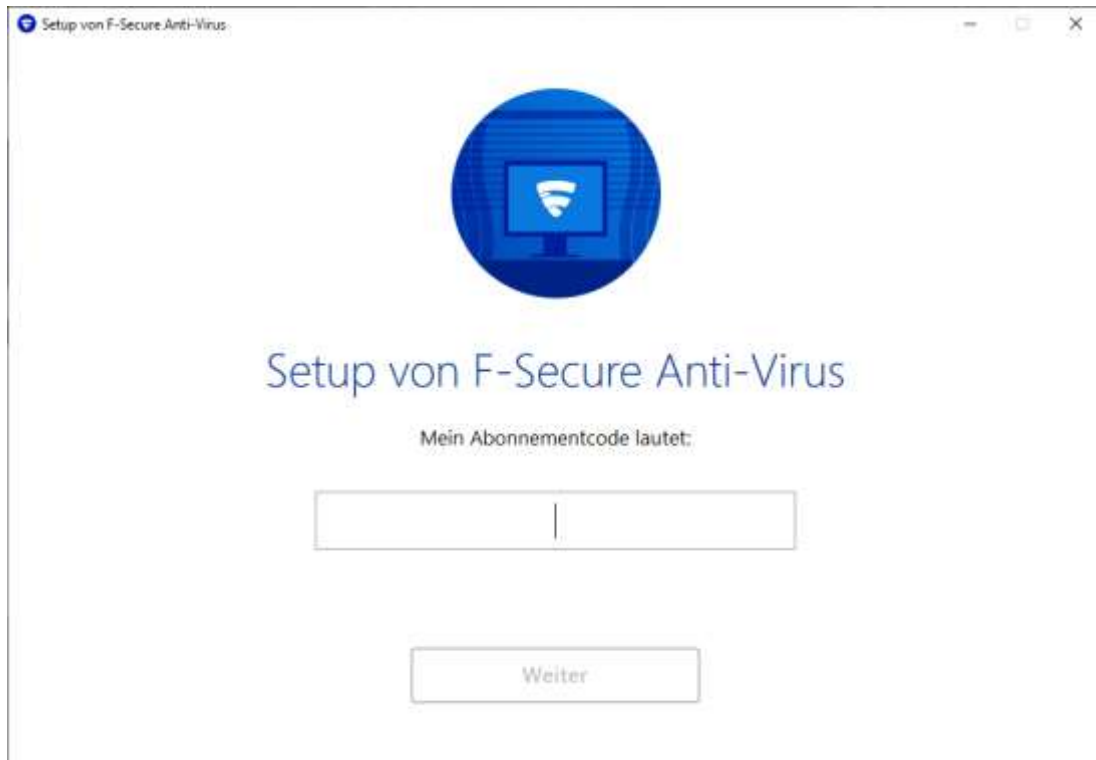 Setup von F-Secure Anti-Virus
Setup von F-Secure Anti-Virus
Mein Abonnementcode lautet:
Weiter